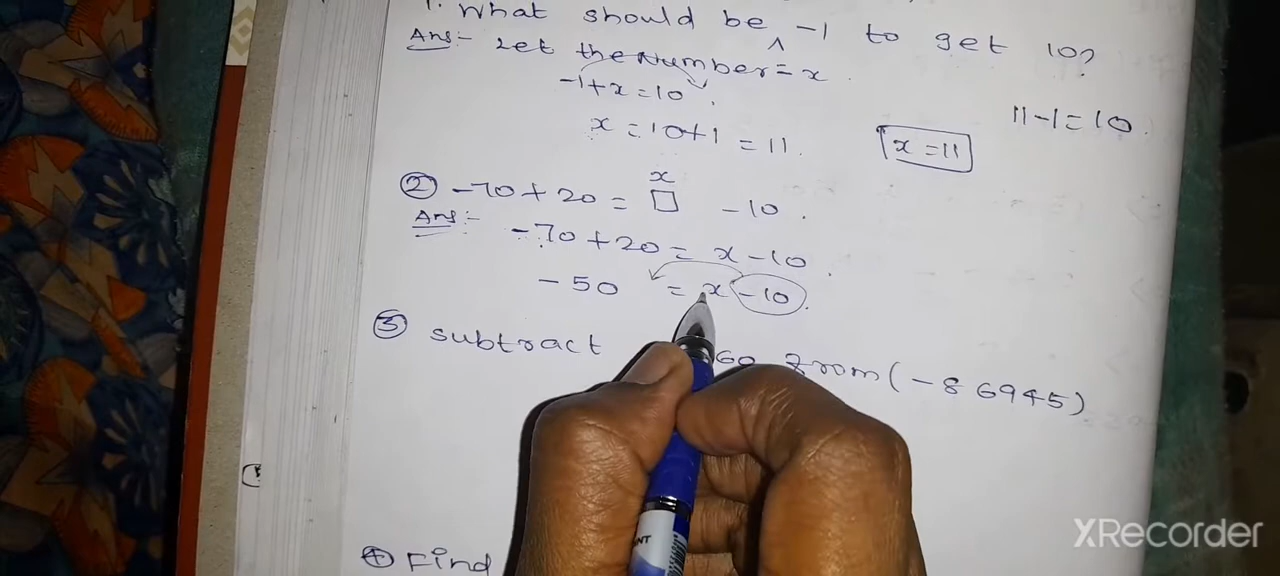 1. What should be ^ -1 to get 10?
Ans:- Let the Number = x.
-1+x=10.
x = 10+1 = 11.
11-1=10.
x=11
② -70+20 = □ -10.
x
Ans:-
-70+20 = x-10.
-50 = x-10.
③ subtract 60 from (-86945)
④ Find
XRecorder